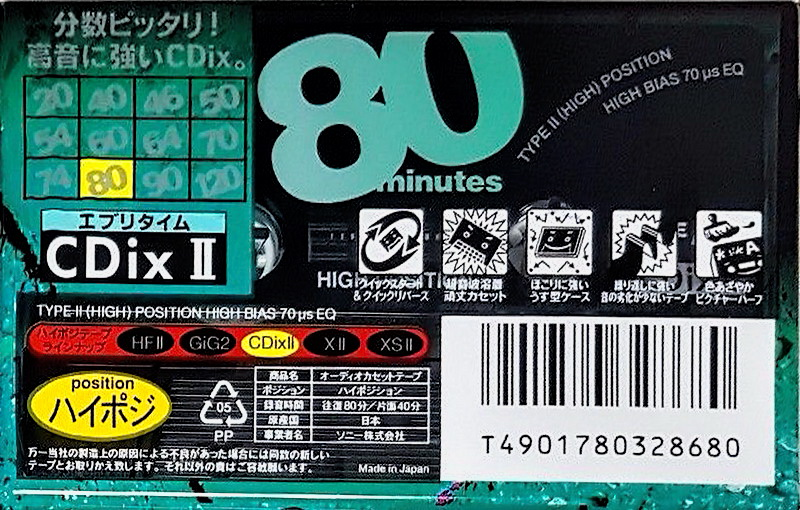 分数ピッタリ!
高音に強いCDix。
20 40 46 50
54 60 64 70
74 80 90 120
80
minutes
TYPE II (HIGH) POSITION
HIGH BIAS 70 µs EQ
エブリタイム
CDix II
クイックスタート
&クイックリバース
超音波溶着
頑丈カセット
ほこりに強い
うす型ケース
繰り返しに強い
音の劣化が少ないテープ
色あざやか
ピクチャーハーフ
TYPE II (HIGH) POSITION HIGH BIAS 70 µs EQ
ハイポジテープ
ラインナップ
HFII GiG2 CDixII XII XSII
position
ハイポジ
05
PP
商品名 オーディオカセットテープ
ポジション ハイポジション
録音時間 往復80分/片面40分
原産国 日本
事業者名 ソニー株式会社
万一当社の製造上の原因による不良があった場合には同数の新しい
テープとお取りかえ致します。それ以外の責はご容赦願います。
Made in Japan
T4901780328680